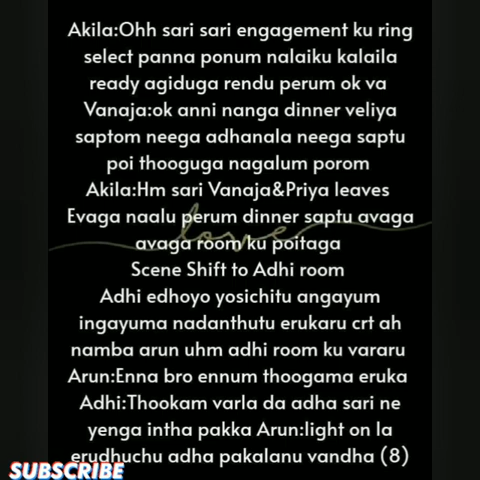 Akila:Ohh sari sari engagement ku ring
select panna ponum nalaiku kalaila
ready agiduga rendu perum ok va
Vanaja:ok anni nanga dinner veliya
saptom neega adhanala neega saptu
poi thooguga nagalum porom
Akila:Hm sari Vanaja&Priya leaves
Evaga naalu perum dinner saptu avaga
avaga room ku poitaga
love
Scene Shift to Adhi room
Adhi edhoyo yosichitu angayum
ingayuma nadanthutu erukaru crt ah
namba arun uhm adhi room ku vararu
Arun:Enna bro ennum thoogama eruka
Adhi:Thookam varla da adha sari ne
yenga intha pakka Arun:light on la
erudhuchu adha pakalanu vandha (8)
SUBSCRIBE